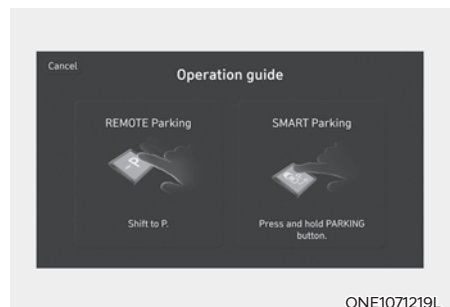 Cancel
Operation guide
REMOTE Parking
SMART Parking
P
Shift to P.
Press and hold PARKING
button.
ONE1071219L